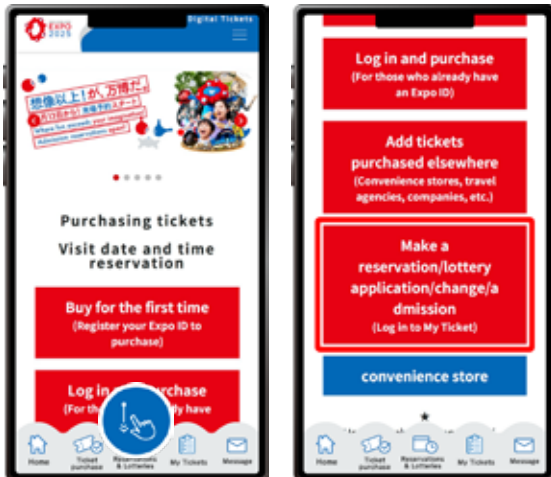 EXPO
2025
Digital Tickets
想像以上!が、万博だ。
Where fun exceeds your imagination!
Admission reservations open!
Purchasing tickets
Visit date and time
reservation
Buy for the first time
(Register your Expo ID to
purchase)
Log in
rchase
(For th
ly have
Home
Ticket
purchase
Reservations
& Lotteries
My Tickets
Message
Log in and purchase
(For those who already have
an Expo ID)
Add tickets
purchased elsewhere
(Convenience stores, travel
agencies, companies, etc.)
Make a
reservation/lottery
application/change/a
dmission
(Log in to My Ticket)
convenience store
★
Home
Ticket
purchase
Reservations
& Lotteries
My Tickets
Message